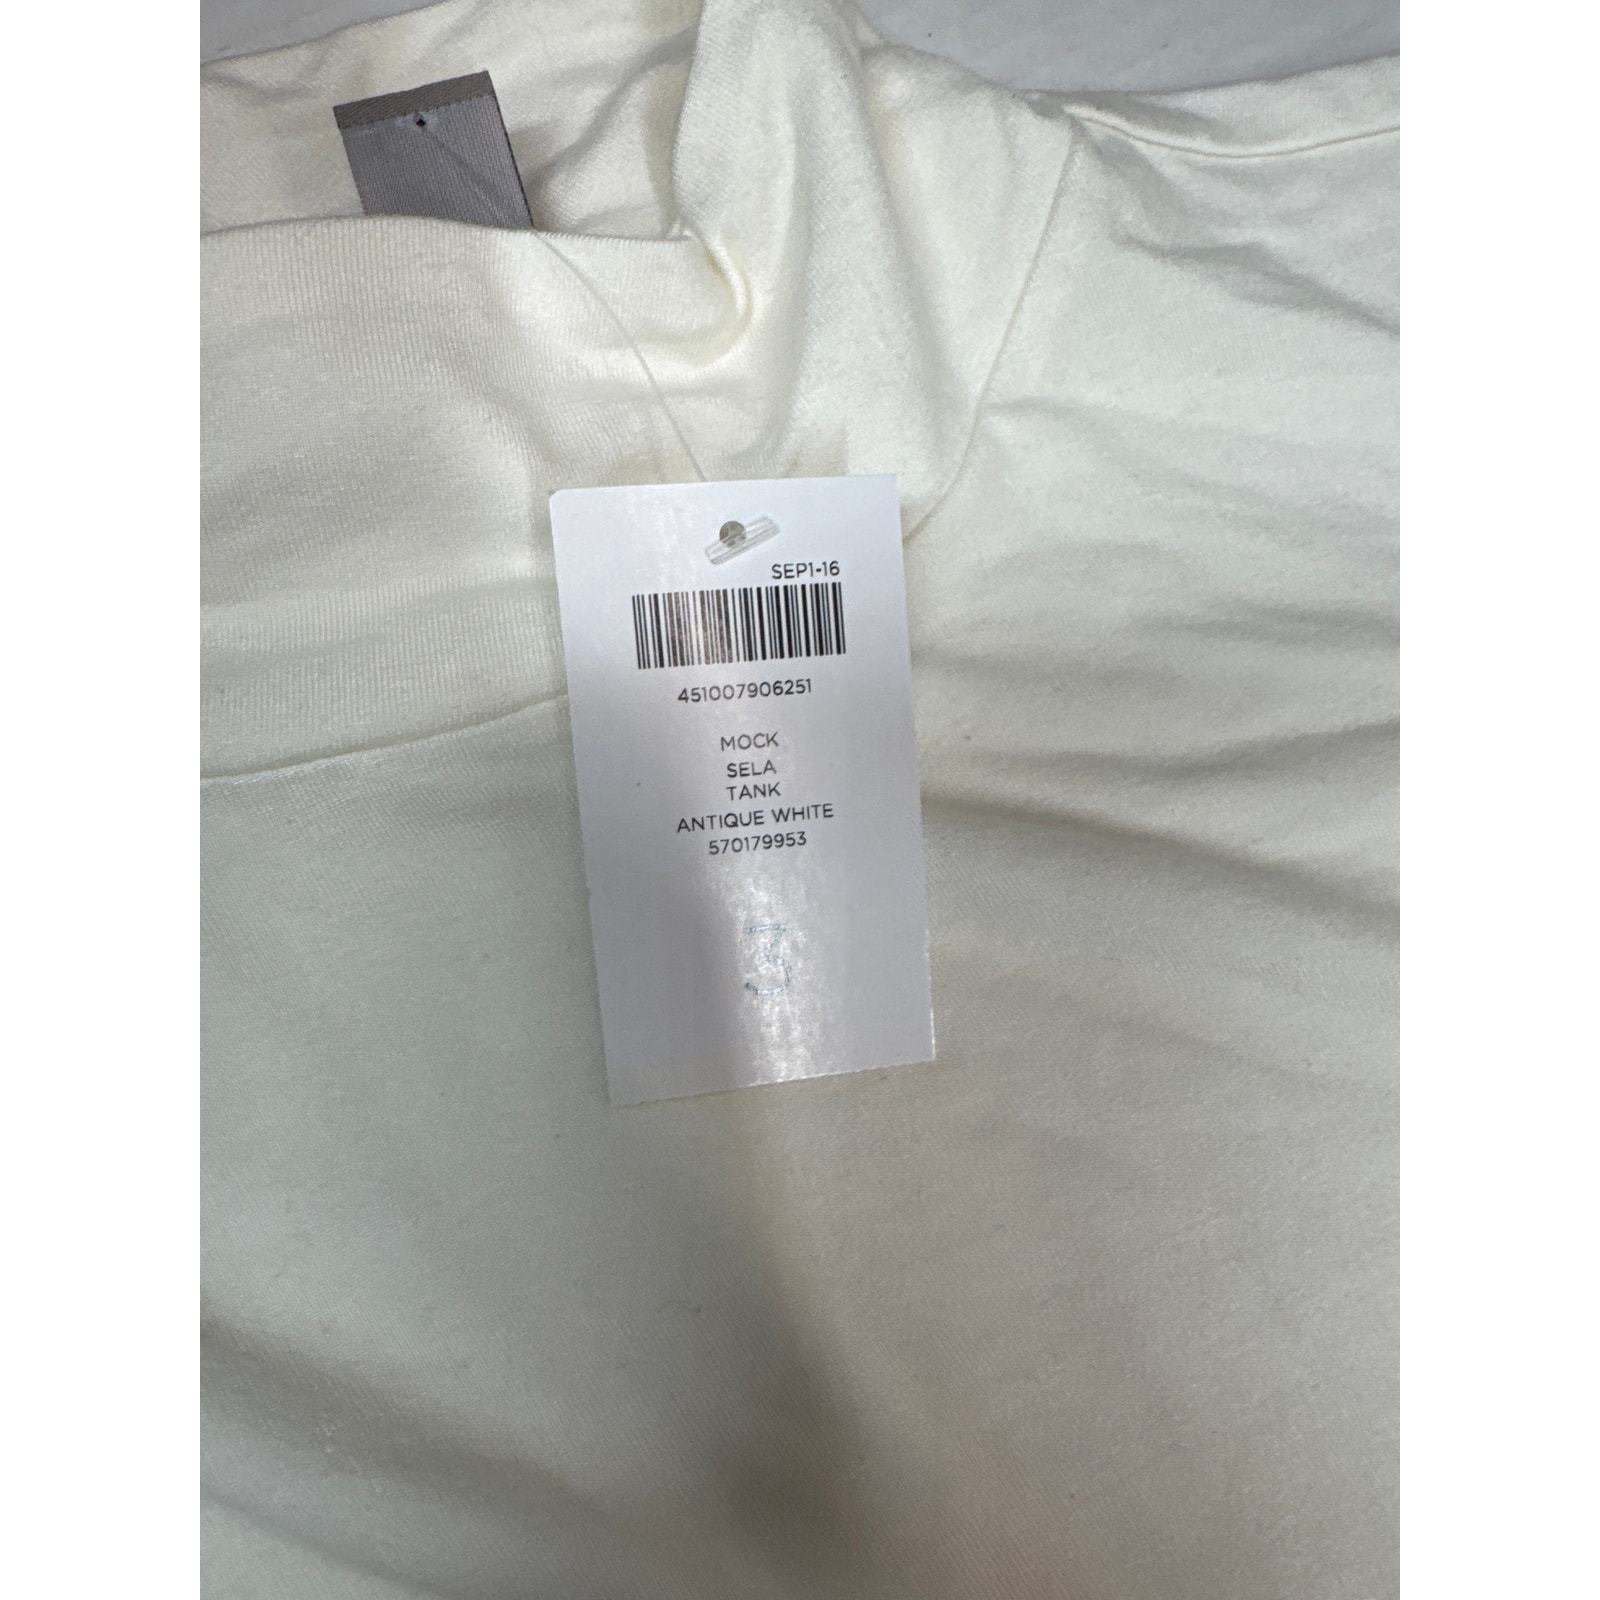 SEP1-16
451007906251
MOCK
SELA
TANK
ANTIQUE WHITE
570179953
3